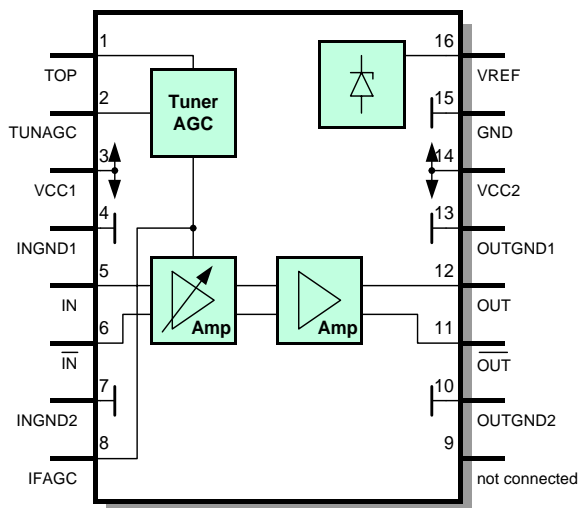 1
TOP
2
TUNAGC
3
VCC1
4
INGND1
5
IN
6
IN
7
INGND2
8
IFAGC
Tuner
AGC
Amp
Amp
16
VREF
15
GND
14
VCC2
13
OUTGND1
12
OUT
11
OUT
10
OUTGND2
9
not connected